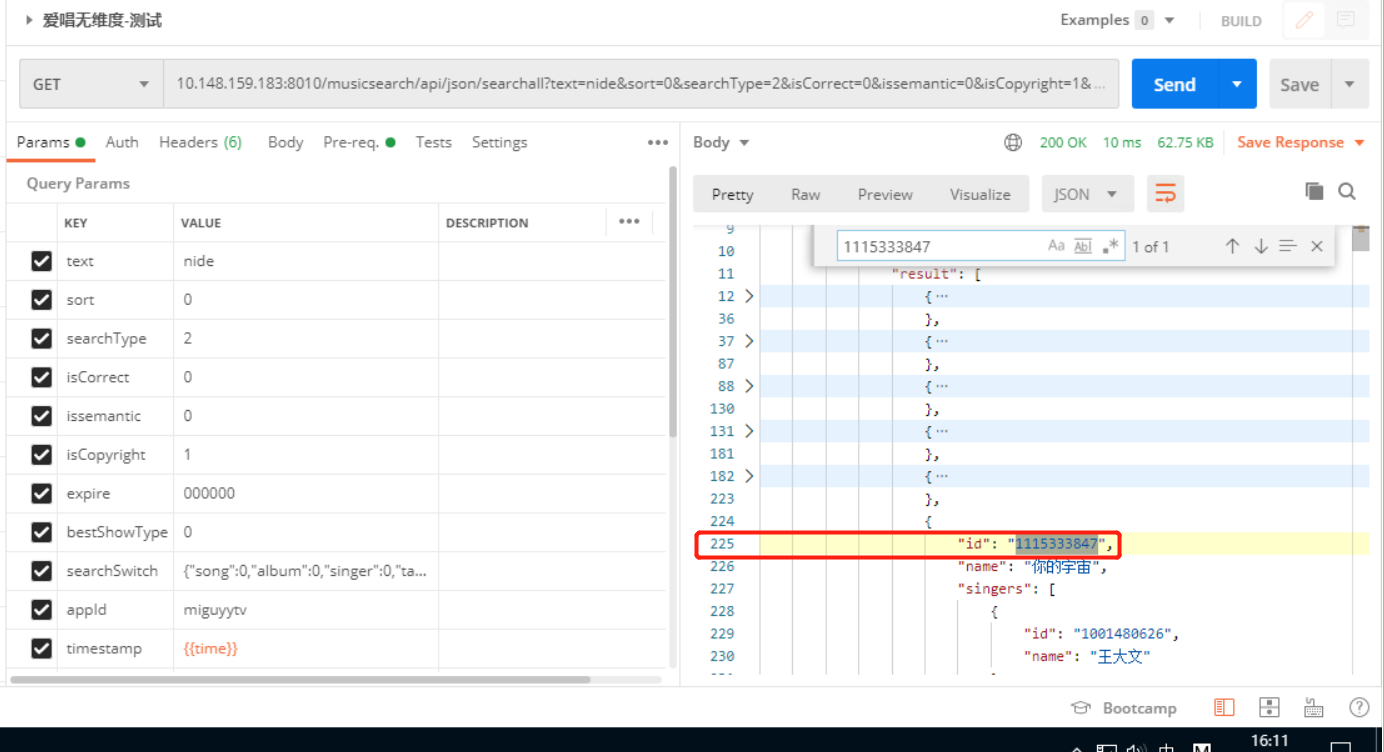 爱唱无维度-测试
Examples 0
BUILD
GET
10.148.159.183:8010/musicsearch/api/json/searchall?text=nide&sort=0&searchType=2&isCorrect=0&issemantic=0&isCopyright=1& ...
Send
Save
Params
Auth
Headers (6)
Body
Pre-req.
Tests
Settings
Query Params
KEY VALUE DESCRIPTION
text nide
sort 0
searchType 2
isCorrect 0
issemantic 0
isCopyright 1
expire 000000
bestShowType 0
searchSwitch {"song":0,"album":0,"singer":0,"ta...
appId miguyytv
timestamp {{time}}
Body
200 OK 10 ms 62.75 KB Save Response
Pretty Raw Preview Visualize JSON
1115333847 Aa Abl .* 1 of 1
9
10
11 "result": [
12 { ...
36 },
37 { ...
87 },
88 { ...
130 },
131 { ...
181 },
182 { ...
223 },
224 {
225 "id": "1115333847",
226 "name": "你的宇宙",
227 "singers": [
228 {
229 "id": "1001480626",
230 "name": "王大文"
Bootcamp
中 M 16:11